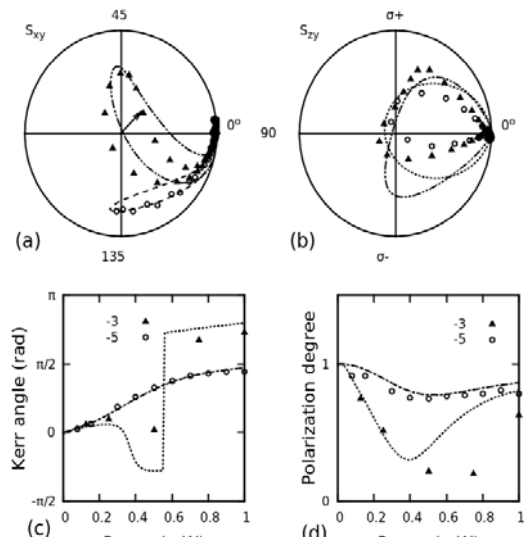 45
σ+
S_xy
S_zy
0°
90
0°
(a)
(b)
135
σ-
π
1
-3
-3
-5
-5
π/2
Kerr angle (rad)
Polarization degree
0
-π/2
0
0 0.2 0.4 0.6 0.8 1
0 0.2 0.4 0.6 0.8 1
(c)
(d)